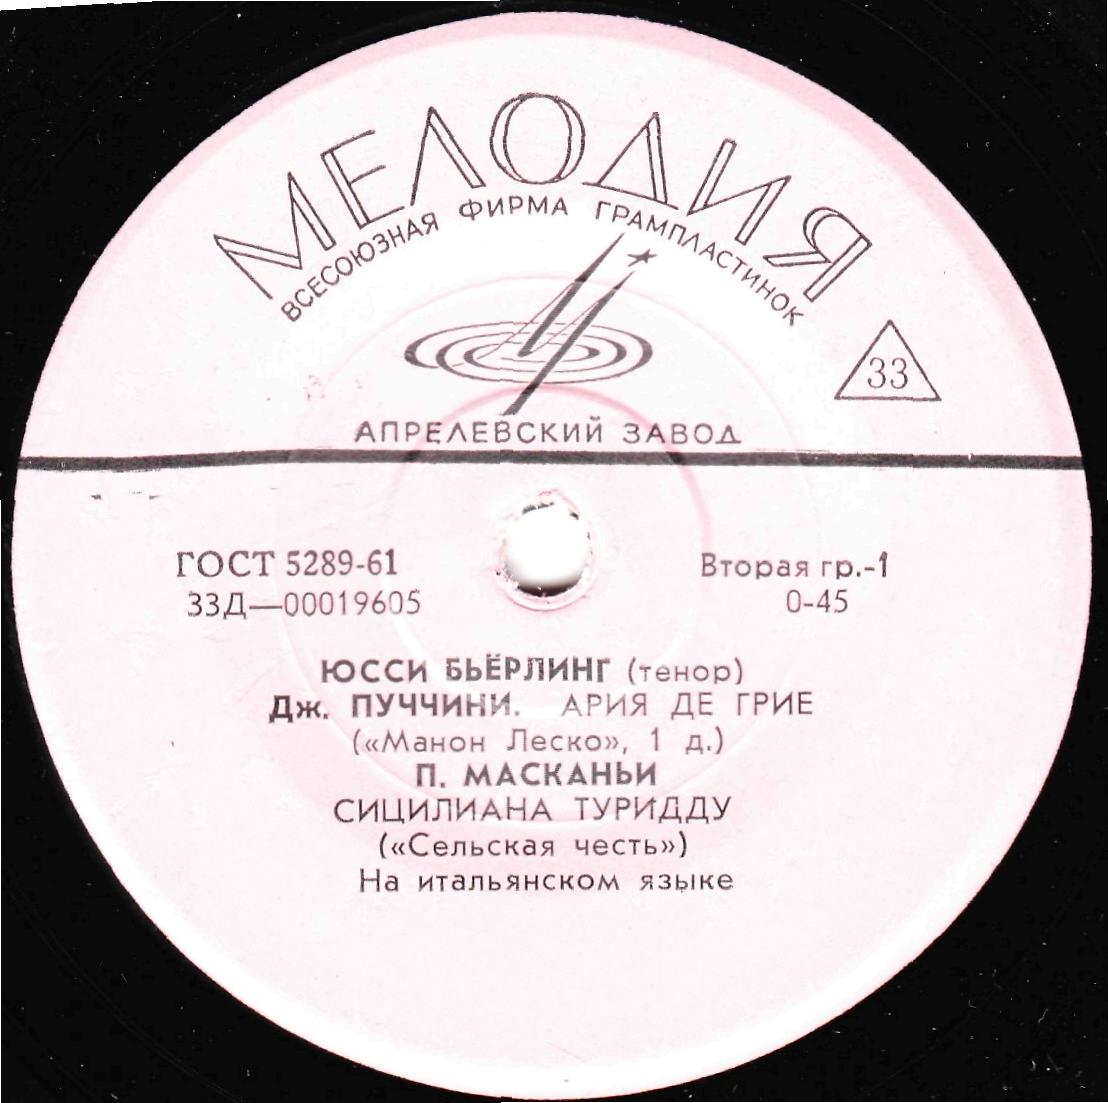 МЕЛОДИЯ
ВСЕСОЮЗНАЯ ФИРМА ГРАМПЛАСТИНОК
33
АПРЕЛЕВСКИЙ ЗАВОД
ГОСТ 5289-61
33Д—00019605
Вторая гр.-1
0-45
ЮССИ БЬЁРЛИНГ (тенор)
Дж. ПУЧЧИНИ. АРИЯ ДЕ ГРИЕ
(«Манон Леско», 1 д.)
П. МАСКАНЬИ
СИЦИЛИАНА ТУРИДДУ
(«Сельская честь»)
На итальянском языке